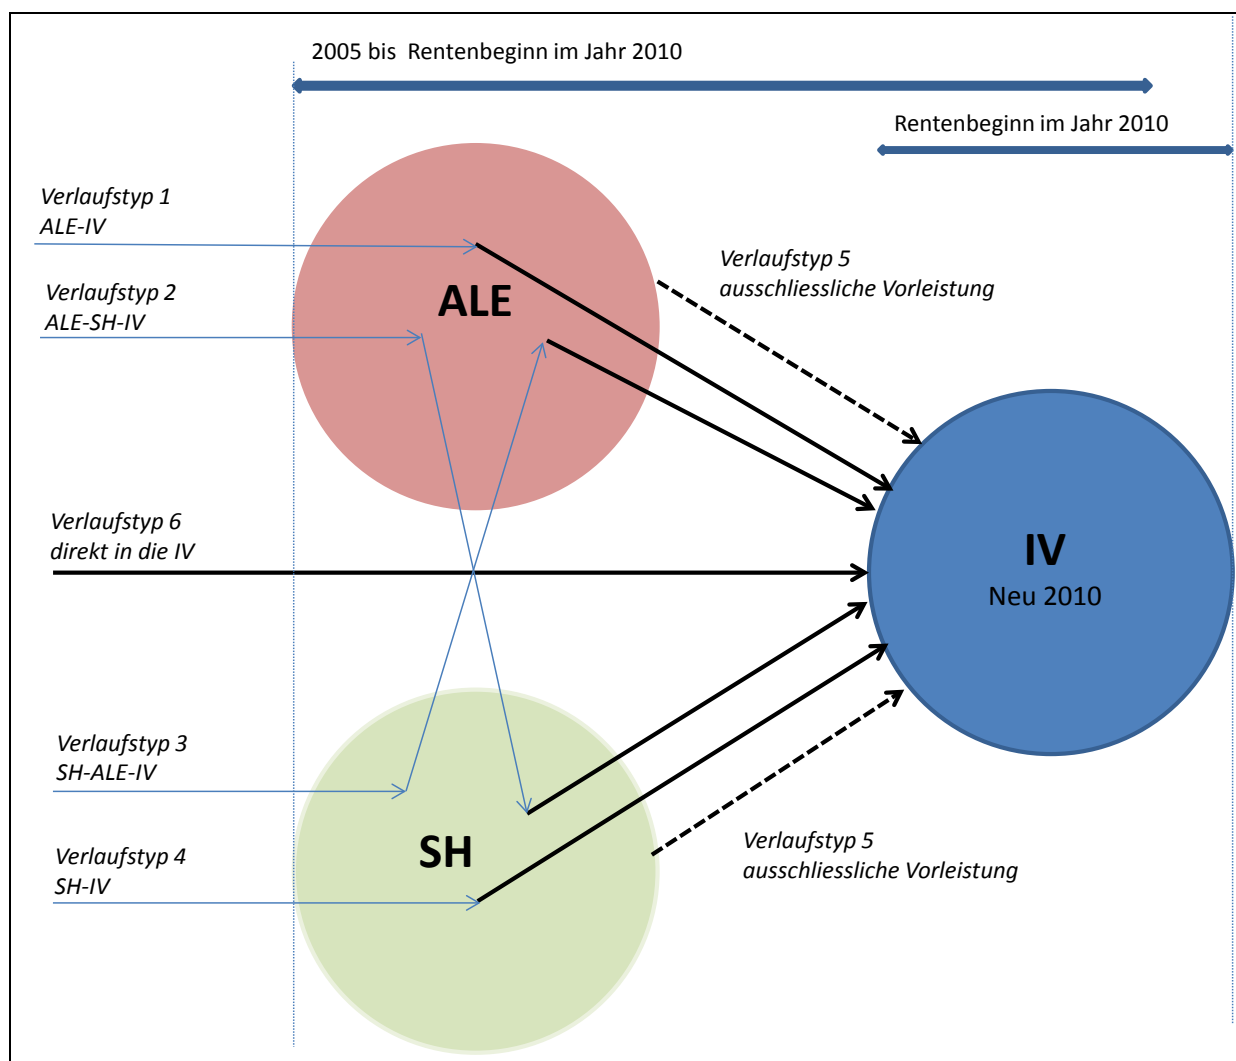 2005 bis Rentenbeginn im Jahr 2010
Rentenbeginn im Jahr 2010
Verlaufstyp 1
ALE-IV
Verlaufstyp 2
ALE-SH-IV
ALE
Verlaufstyp 5
ausschliessliche Vorleistung
Verlaufstyp 6
direkt in die IV
IV
Neu 2010
Verlaufstyp 3
SH-ALE-IV
Verlaufstyp 4
SH-IV
SH
Verlaufstyp 5
ausschliessliche Vorleistung